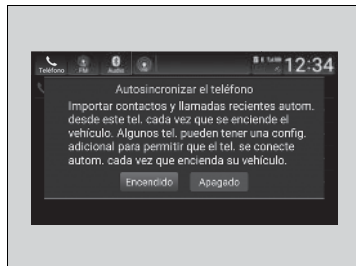 12:34
Teléfono FM Audio
Autosincronizar el teléfono
Importar contactos y llamadas recientes autom.
desde este tel. cada vez que se enciende el
vehículo. Algunos tel. pueden tener una config.
adicional para permitir que el tel. se conecte
autom. cada vez que encienda su vehículo.
Encendido Apagado